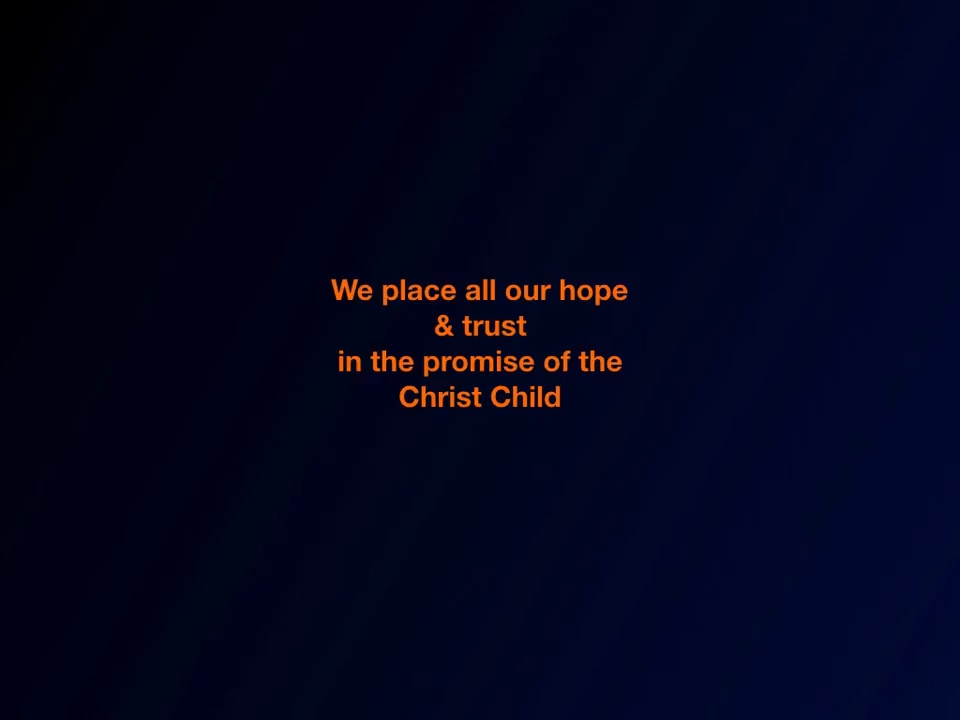 We place all our hope
& trust
in the promise of the
Christ Child